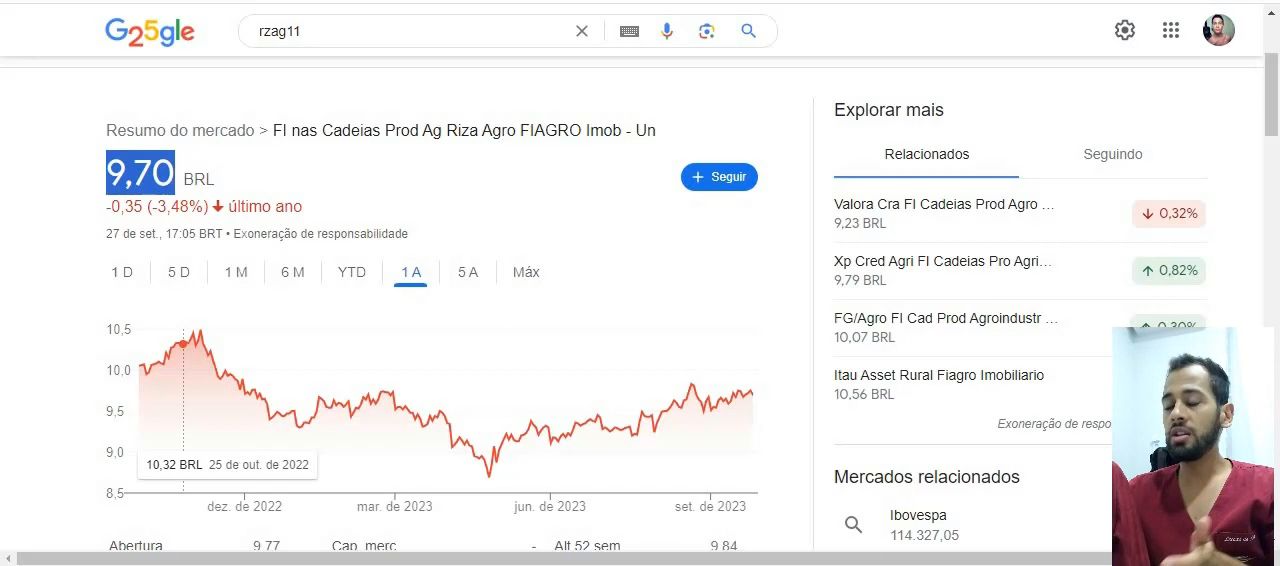 G25gle
rzag11
Resumo do mercado > FI nas Cadeias Prod Ag Riza Agro FIAGRO Imob - Un
9,70 BRL
+ Seguir
-0,35 (-3,48%) ↓ último ano
27 de set., 17:05 BRT • Exoneração de responsabilidade
1 D
5 D
1 M
6 M
YTD
1 A
5 A
Máx
10,5
10,0
9,5
9,0
8,5
10,32 BRL 25 de out. de 2022
dez. de 2022
mar. de 2023
jun. de 2023
set. de 2023
Abertura 9,77
Cap. merc -
Alt 52 sem 9,84
Explorar mais
Relacionados
Seguindo
Valora Cra FI Cadeias Prod Agro ...
9,23 BRL
↓ 0,32%
Xp Cred Agri FI Cadeias Pro Agri...
9,79 BRL
↑ 0,82%
FG/Agro FI Cad Prod Agroindustr ...
10,07 BRL
↑ 0,30%
Itau Asset Rural Fiagro Imobiliario
10,56 BRL
Exoneração de respo
Mercados relacionados
Ibovespa
114.327,05